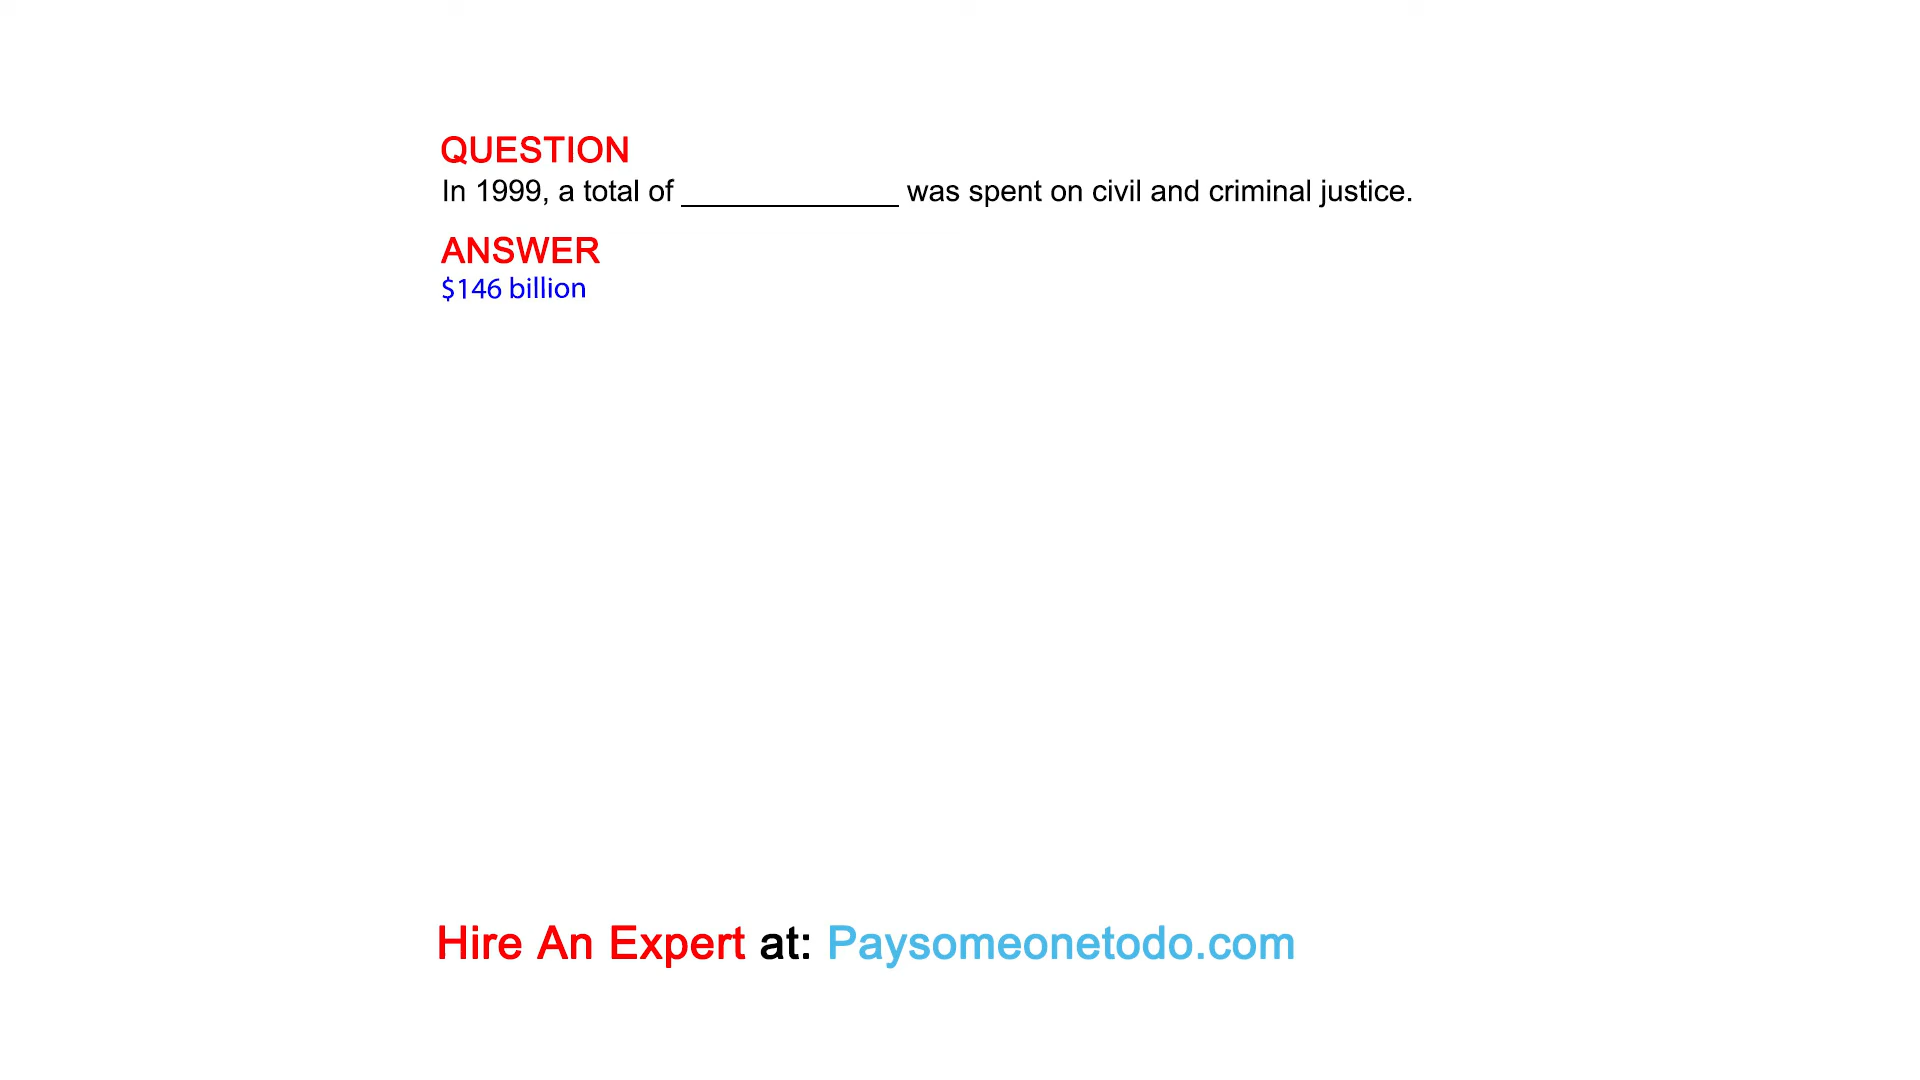 QUESTION
In 1999, a total of _____________ was spent on civil and criminal justice.
ANSWER
$146 billion
Hire An Expert at: Paysomeonetodo.com